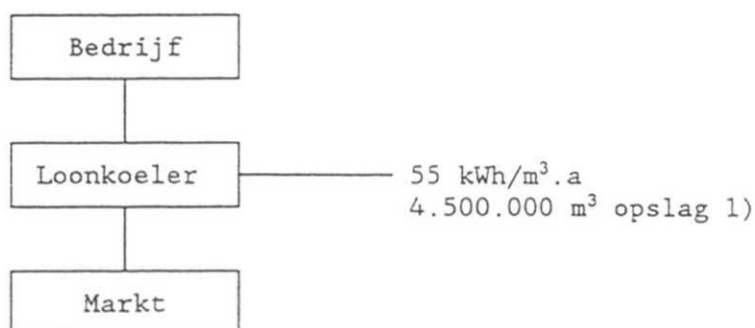 Bedrijf
Loonkoeler
55 kWh/m³.a
4.500.000 m³ opslag 1)
Markt